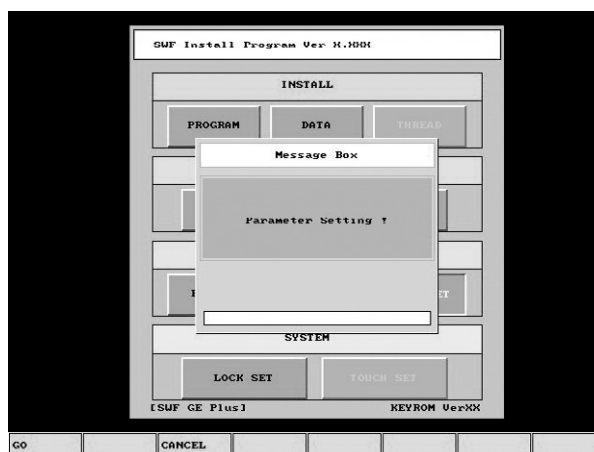 SWF Install Program Ver X.XXX
INSTALL
PROGRAM DATA THREAD
Message Box
Parameter Setting ?
SYSTEM
LOCK SET TOUCH SET
[SWF GE Plus] KEYROM VerXX
GO CANCEL